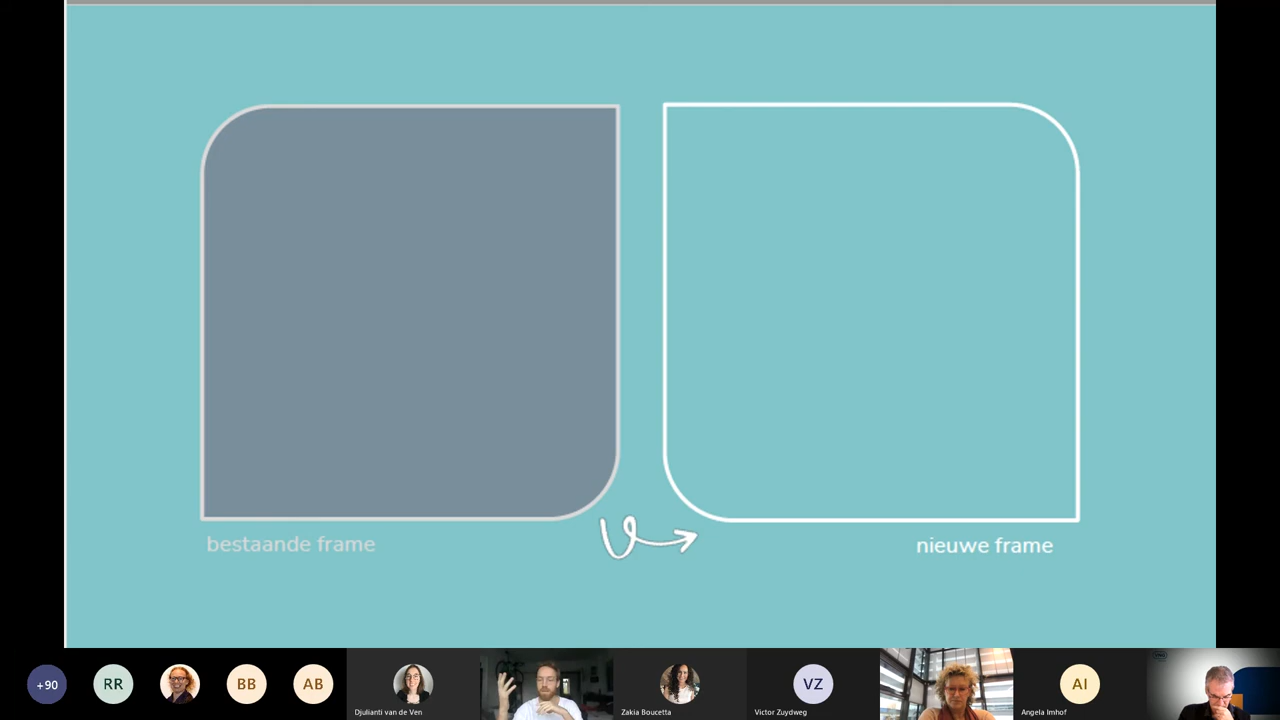 bestaande frame
nieuwe frame
+90
RR
BB
AB
Djulianti van de Ven
Zakia Boucetta
VZ
Victor Zuydweg
AI
Angela Imhof